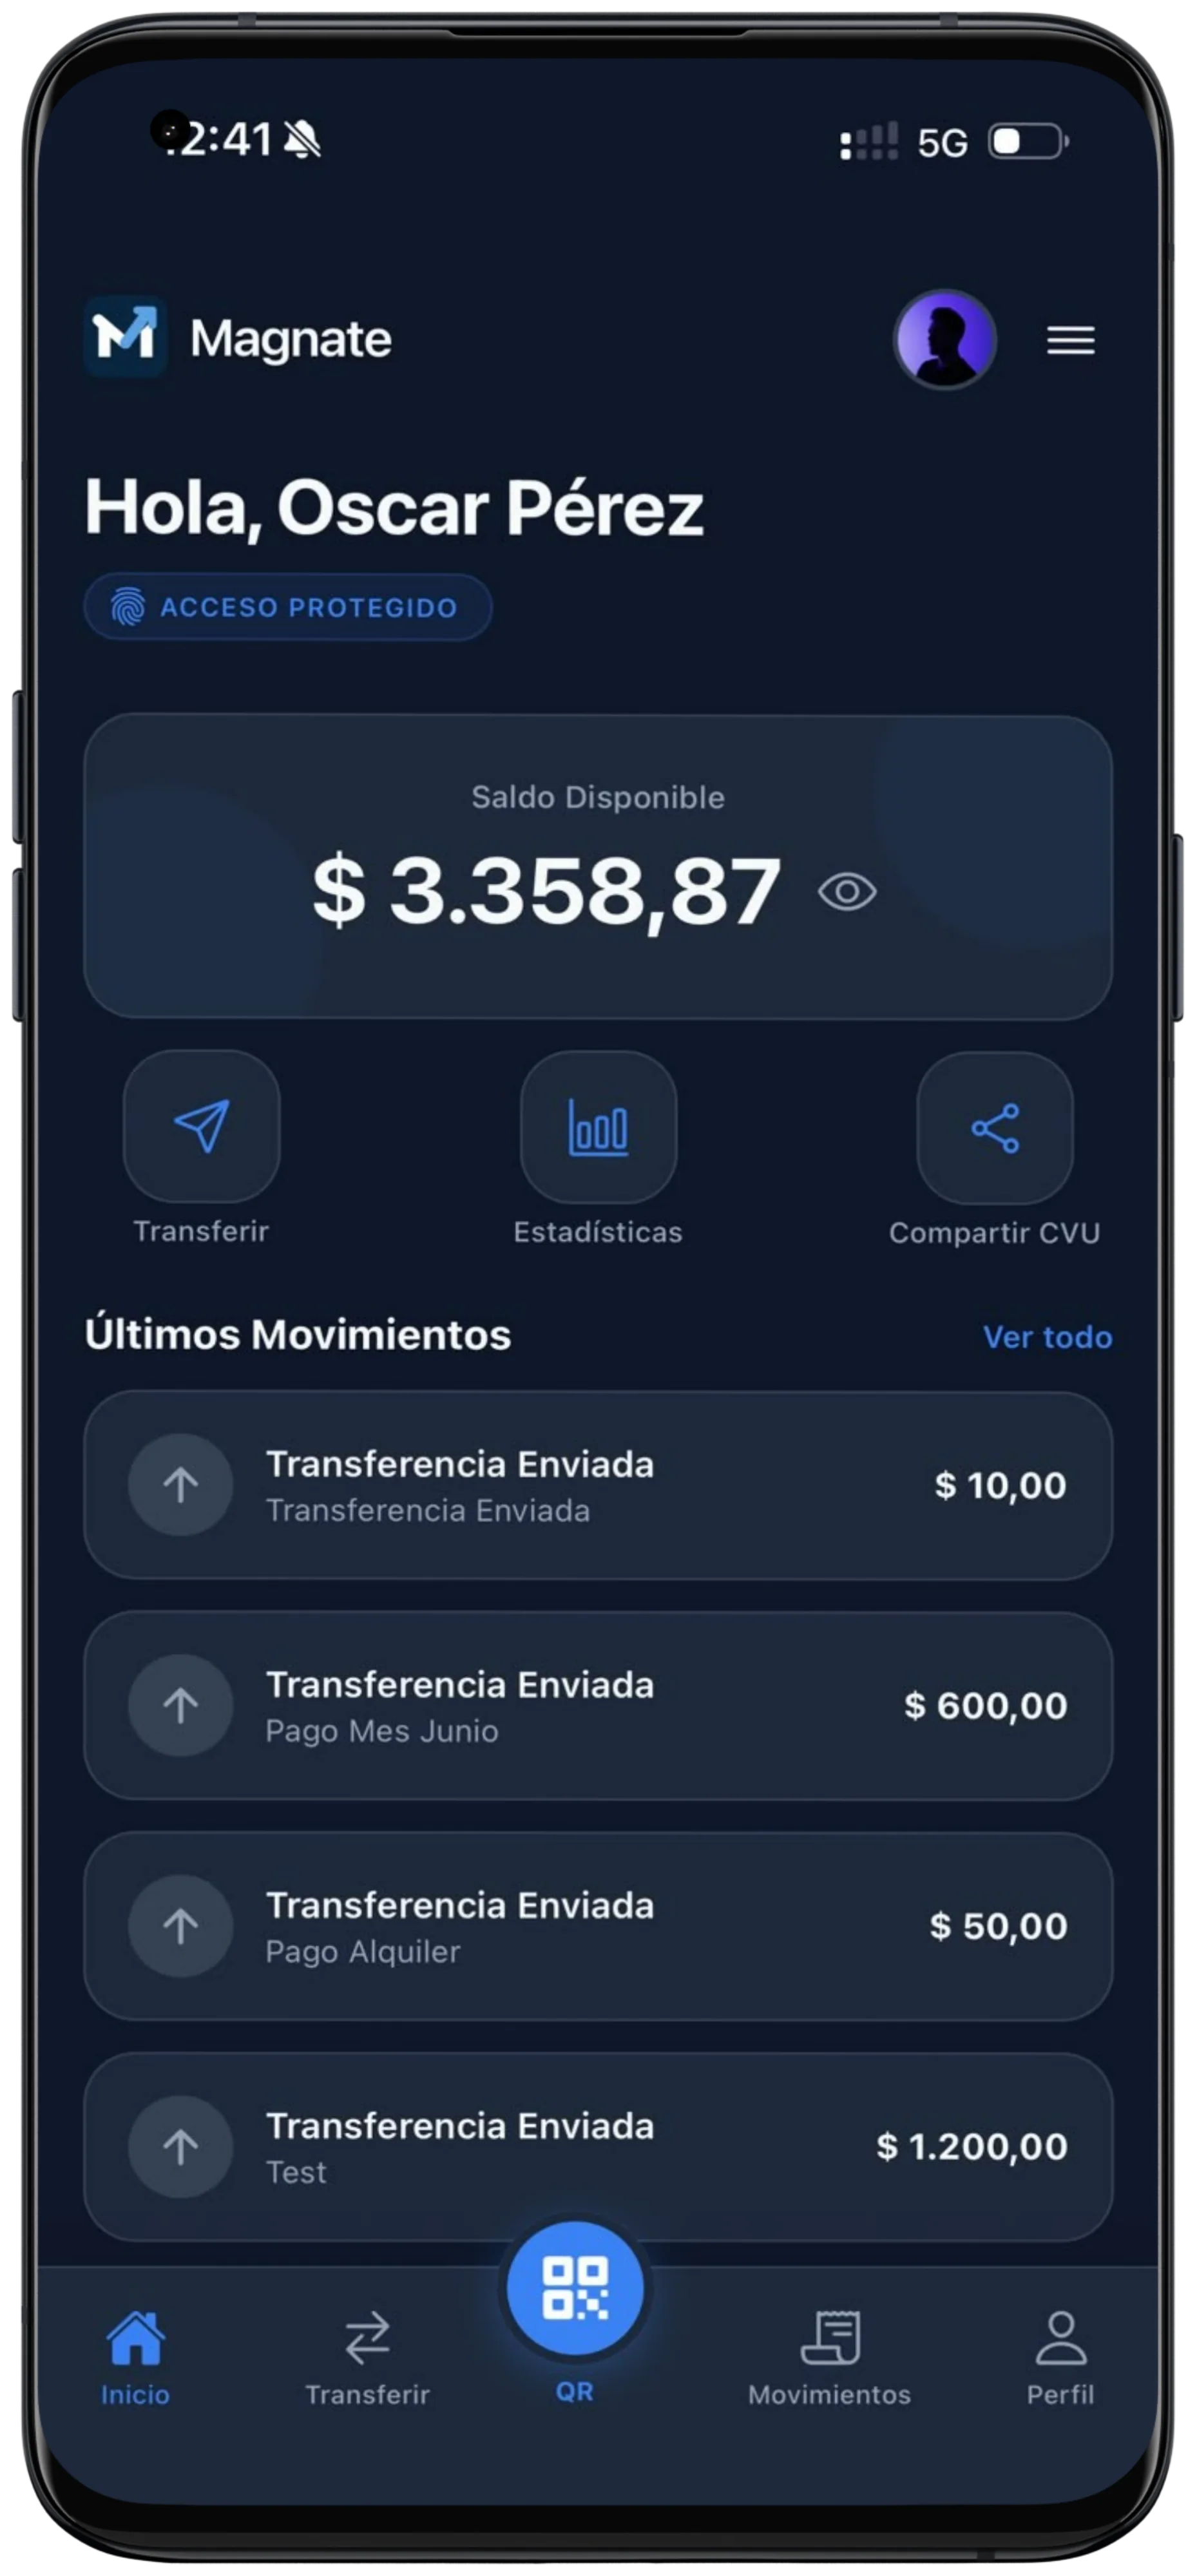 12:41
5G
Magnate
Hola, Oscar Pérez
ACCESO PROTEGIDO
Saldo Disponible
$ 3.358,87
Transferir
Estadísticas
Compartir CVU
Últimos Movimientos
Ver todo
Transferencia Enviada
Transferencia Enviada
$ 10,00
Transferencia Enviada
Pago Mes Junio
$ 600,00
Transferencia Enviada
Pago Alquiler
$ 50,00
Transferencia Enviada
Test
$ 1.200,00
Inicio
Transferir
QR
Movimientos
Perfil